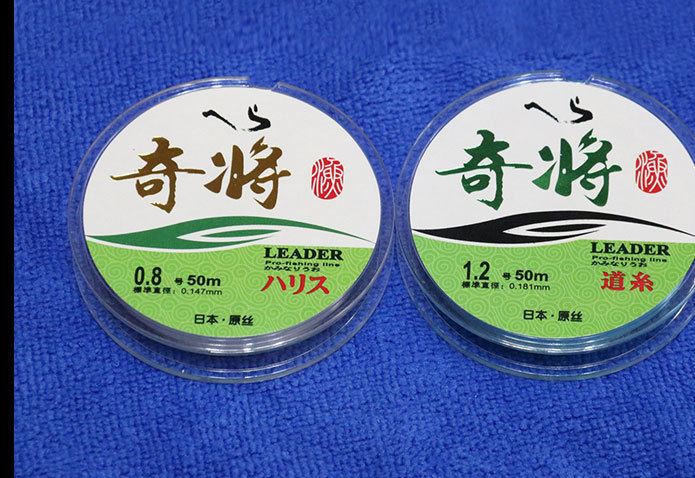 へら
奇将
LEADER
Pro-fishing line
かみなりうお
0.8 号 50m
標準直徑：0.147mm
ハリス
日本・原丝
へら
奇将
LEADER
Pro-fishing line
かみなりうお
1.2 号 50m
標準直徑：0.181mm
道糸
日本・原丝